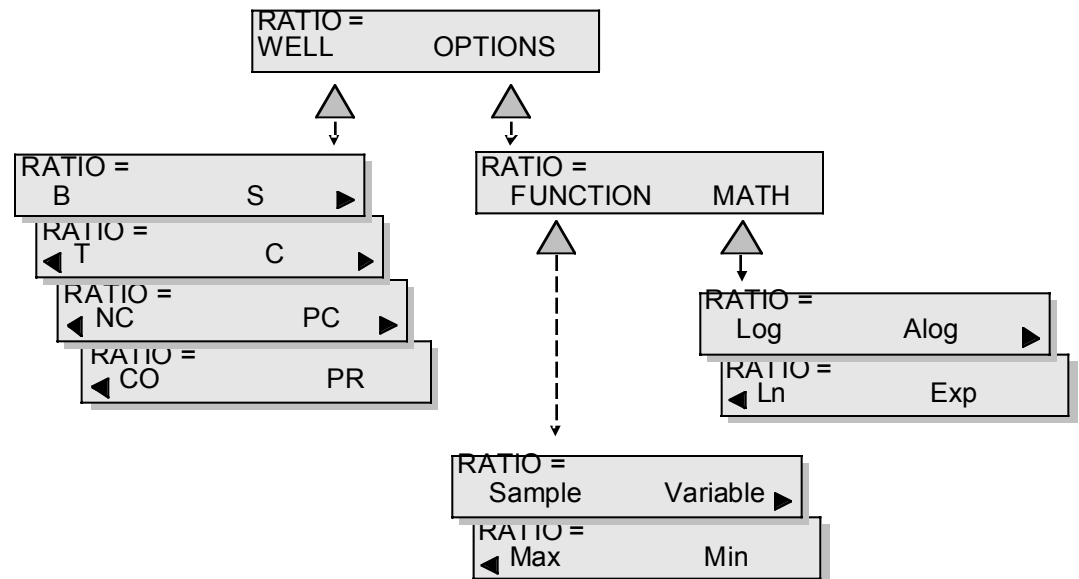 RATIO =
WELL OPTIONS
RATIO =
B S
RATIO =
T C
RATIO =
NC PC
RATIO =
CO PR
RATIO =
FUNCTION MATH
RATIO =
Log Alog
RATIO =
Ln Exp
RATIO =
Sample Variable
RATIO =
Max Min